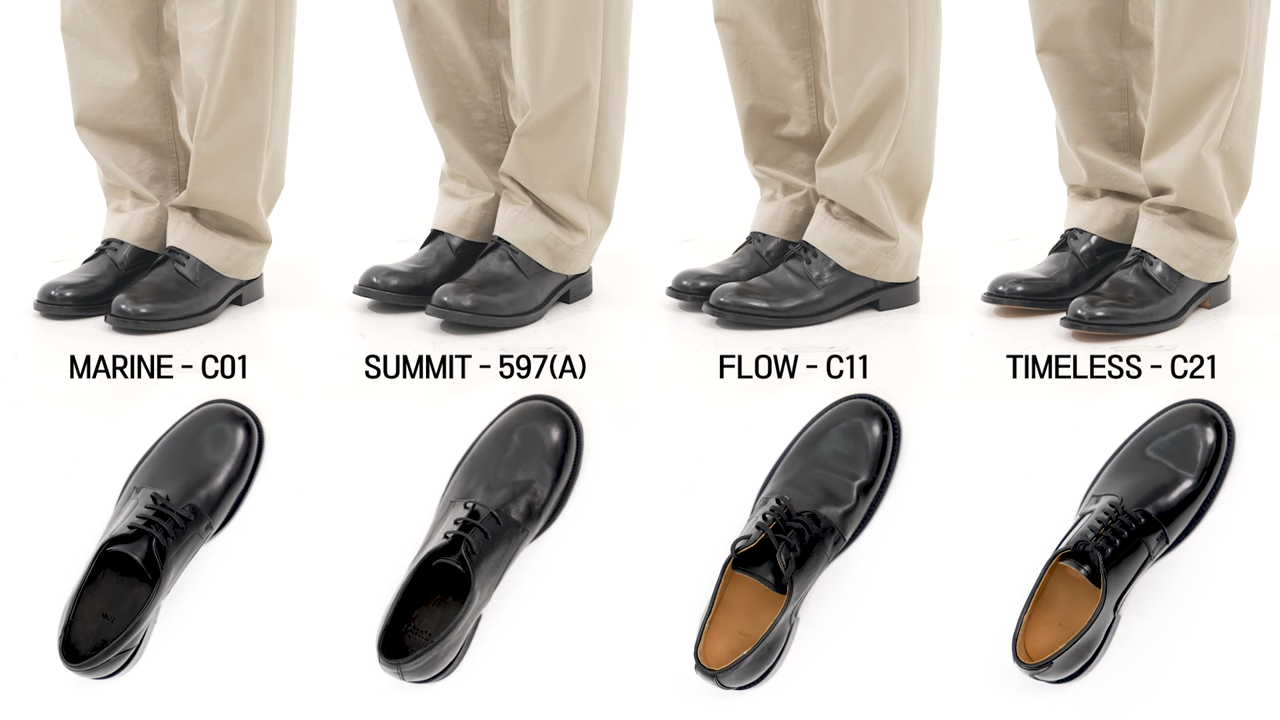 MARINE - C01
SUMMIT - 597(A)
FLOW - C11
TIMELESS - C21